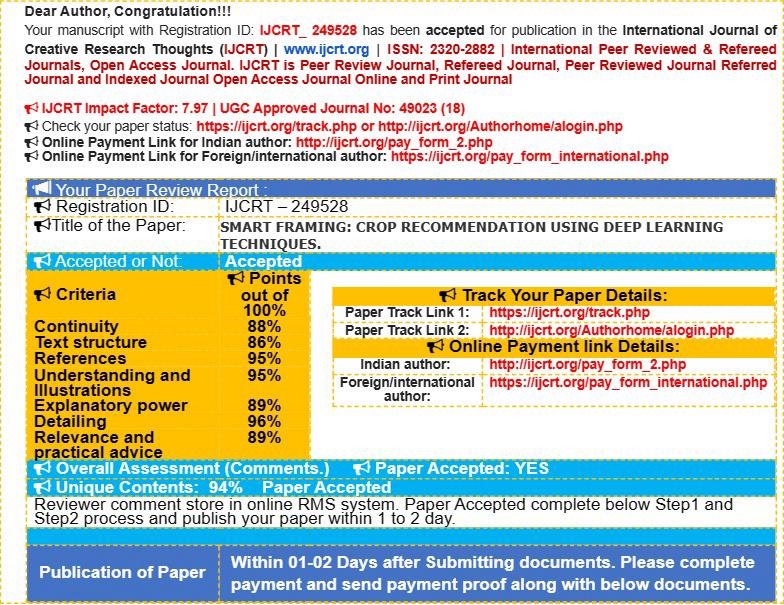 Dear Author, Congratulation!!!
Your manuscript with Registration ID: IJCRT_ 249528 has been accepted for publication in the International Journal of
Creative Research Thoughts (IJCRT) | www.ijcrt.org | ISSN: 2320-2882 | International Peer Reviewed & Refereed
Journals, Open Access Journal. IJCRT is Peer Review Journal, Refereed Journal, Peer Reviewed Journal Referred
Journal and Indexed Journal Open Access Journal Online and Print Journal
IJCRT Impact Factor: 7.97 | UGC Approved Journal No: 49023 (18)
Check your paper status: https://ijcrt.org/track.php or http://ijcrt.org/Authorhome/alogin.php
Online Payment Link for Indian author: http://ijcrt.org/pay_form_2.php
Online Payment Link for Foreign/international author: https://ijcrt.org/pay_form_international.php
Your Paper Review Report :
Registration ID: IJCRT – 249528
Title of the Paper: SMART FRAMING: CROP RECOMMENDATION USING DEEP LEARNING
TECHNIQUES.
Accepted or Not: Accepted
Criteria
Points
out of
100%
Continuity 88%
Text structure 86%
References 95%
Understanding and 95%
Illustrations
Explanatory power 89%
Detailing 96%
Relevance and 89%
practical advice
Track Your Paper Details:
Paper Track Link 1: https://ijcrt.org/track.php
Paper Track Link 2: http://ijcrt.org/Authorhome/alogin.php
Online Payment link Details:
Indian author: http://ijcrt.org/pay_form_2.php
Foreign/international https://ijcrt.org/pay_form_international.php
author:
Overall Assessment (Comments.) Paper Accepted: YES
Unique Contents: 94% Paper Accepted
Reviewer comment store in online RMS system. Paper Accepted complete below Step1 and
Step2 process and publish your paper within 1 to 2 day.
Publication of Paper
Within 01-02 Days after Submitting documents. Please complete
payment and send payment proof along with below documents.